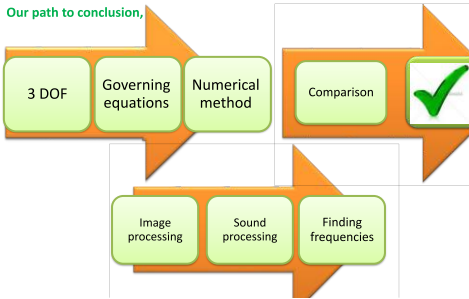 Our path to conclusion,
3 DOF
Governing
equations
Numerical
method
Comparison
Image
processing
Sound
processing
Finding
frequencies